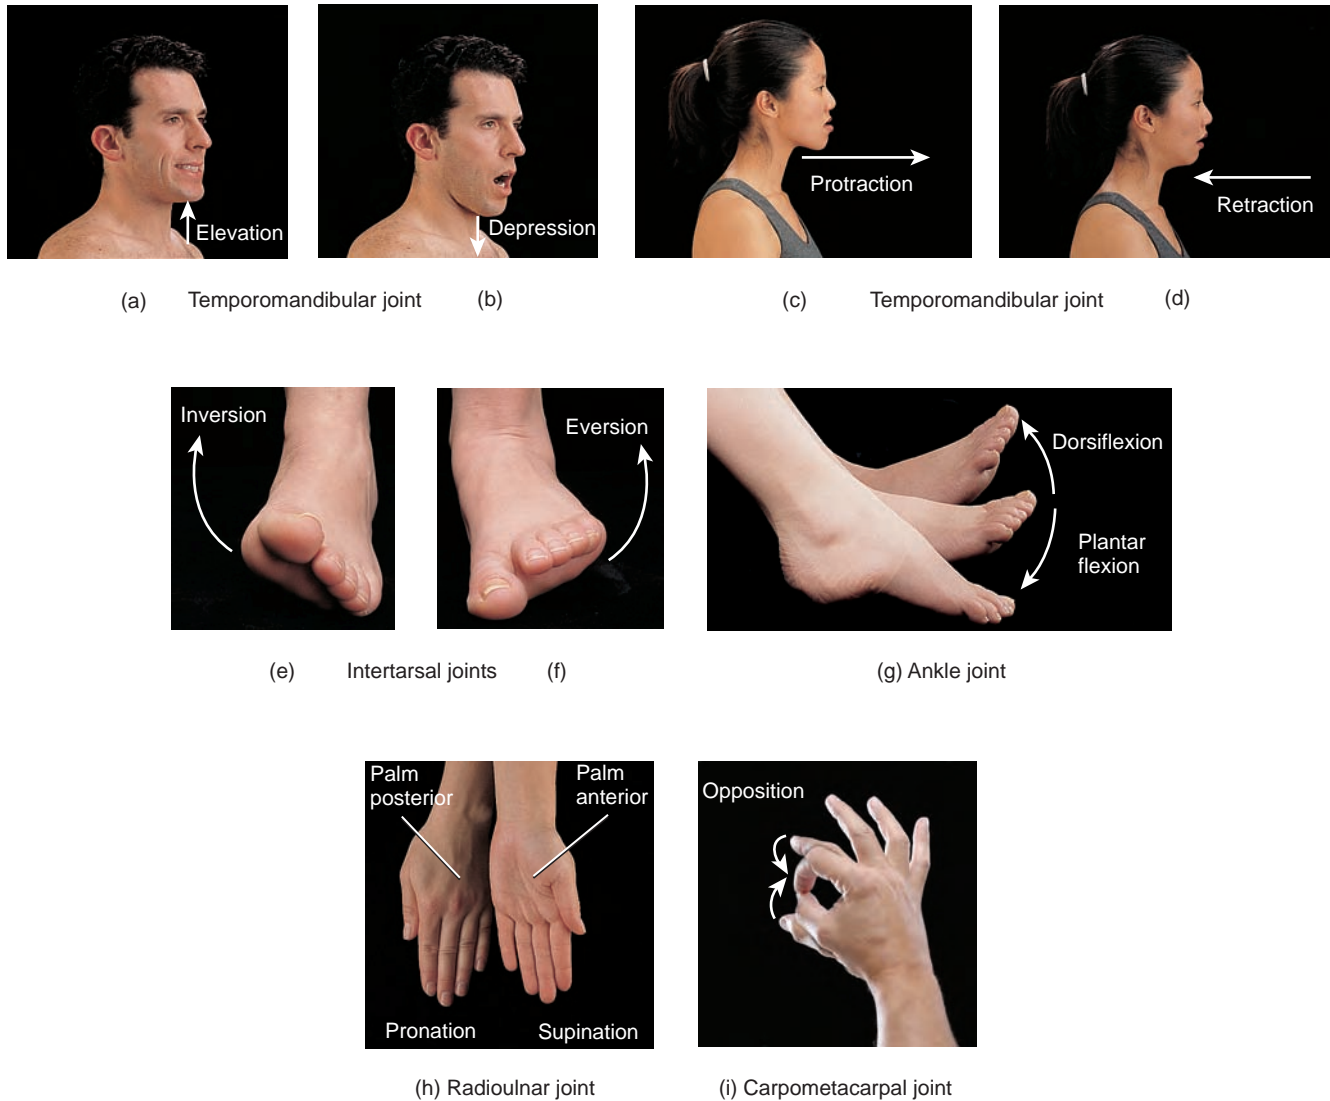 Elevation
Depression
Protraction
Retraction
(a) Temporomandibular joint (b)
(c) Temporomandibular joint (d)
Inversion
Eversion
Dorsiflexion
Plantar
flexion
(e) Intertarsal joints (f)
(g) Ankle joint
Palm
posterior
Palm
anterior
Pronation
Supination
Opposition
(h) Radioulnar joint
(i) Carpometacarpal joint